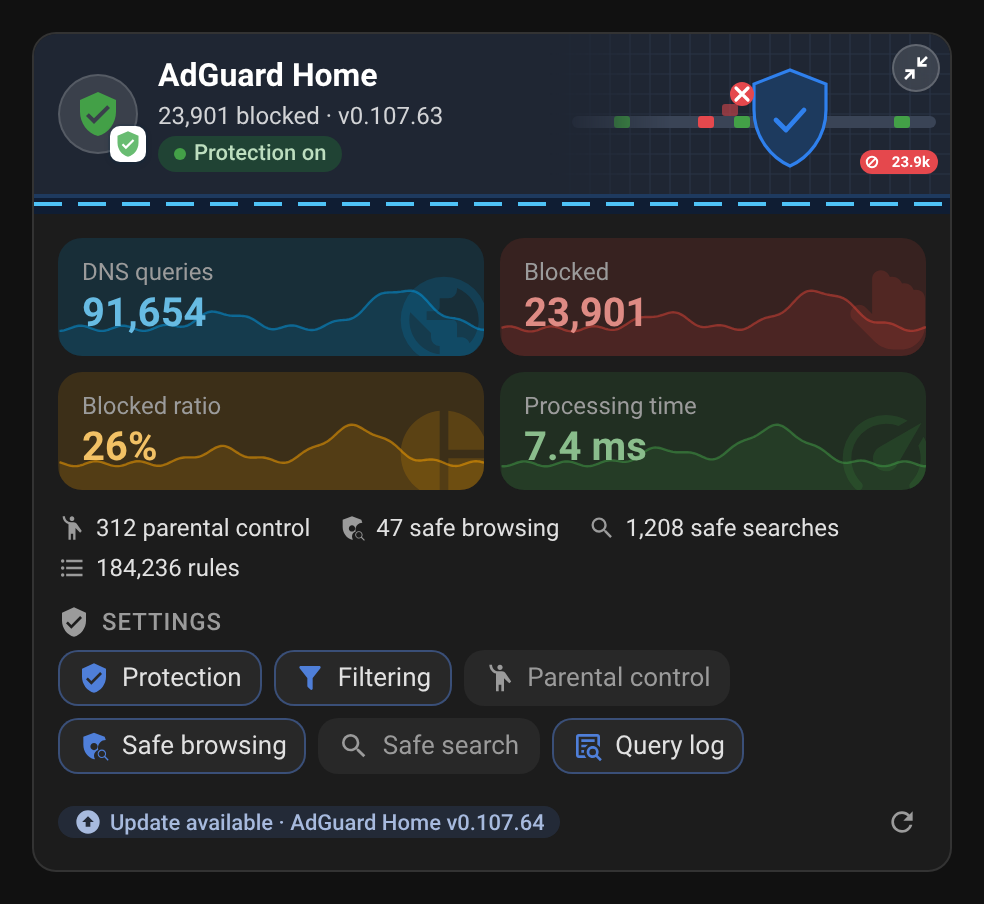 AdGuard Home
23,901 blocked · v0.107.63
Protection on
23.9k
DNS queries
91,654
Blocked
23,901
Blocked ratio
26%
Processing time
7.4 ms
312 parental control
47 safe browsing
1,208 safe searches
184,236 rules
SETTINGS
Protection
Filtering
Parental control
Safe browsing
Safe search
Query log
Update available · AdGuard Home v0.107.64